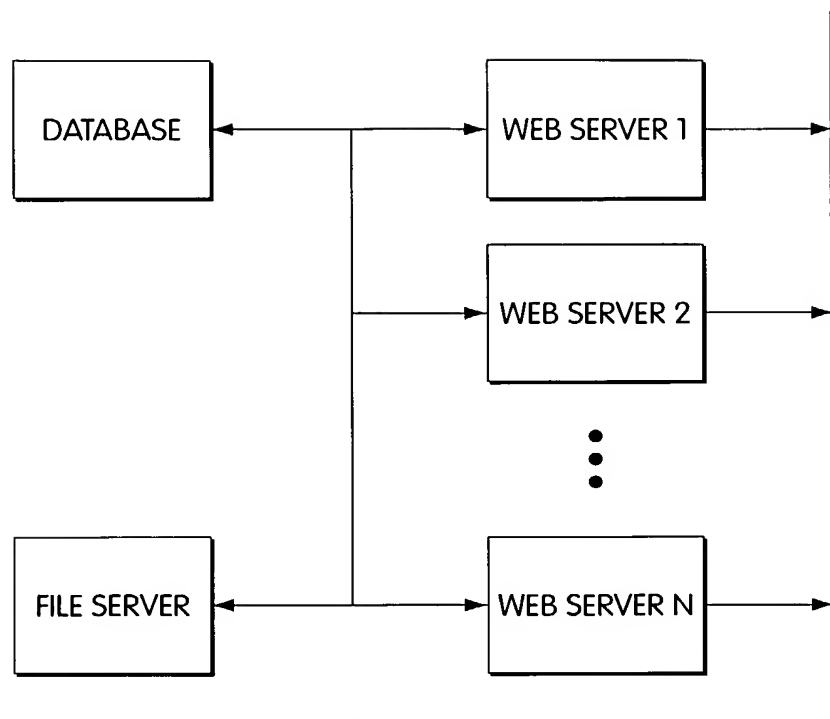 DATABASE
WEB SERVER 1
WEB SERVER 2
FILE SERVER
WEB SERVER N